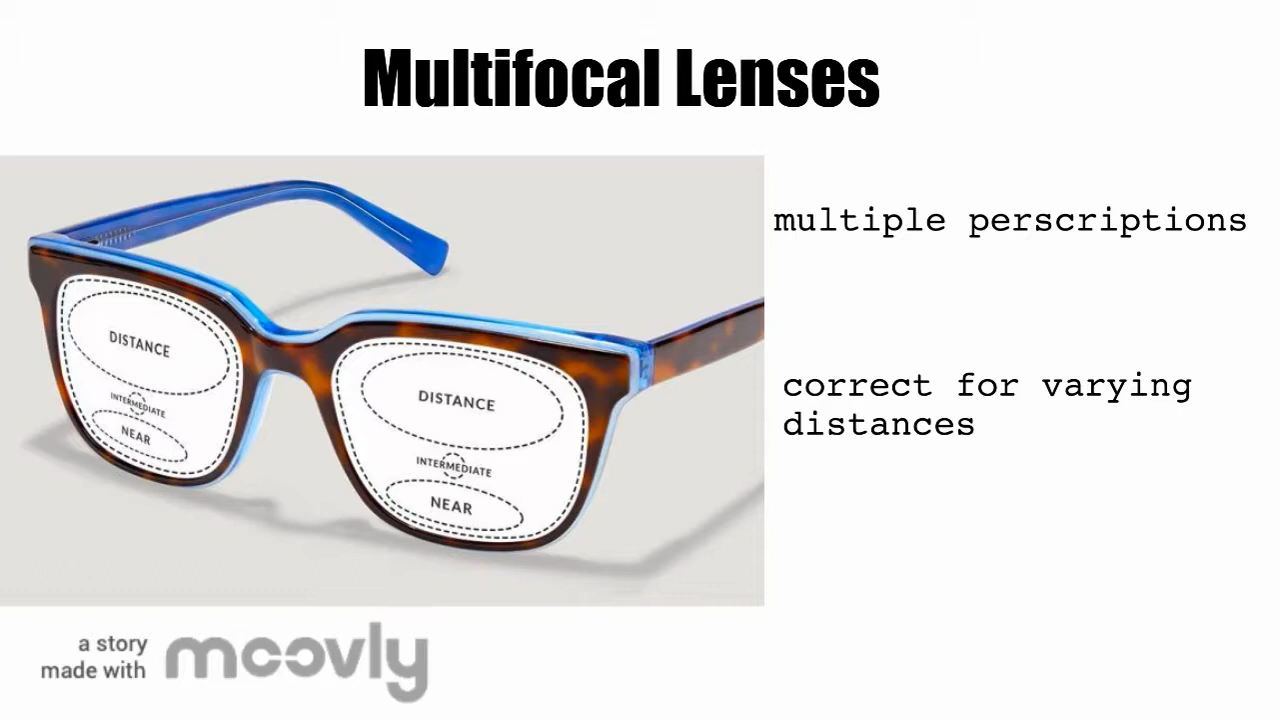 Multifocal Lenses
multiple perscriptions
correct for varying
distances
DISTANCE
INTERMEDIATE
NEAR
DISTANCE
INTERMEDIATE
NEAR
a story
made with
moovly